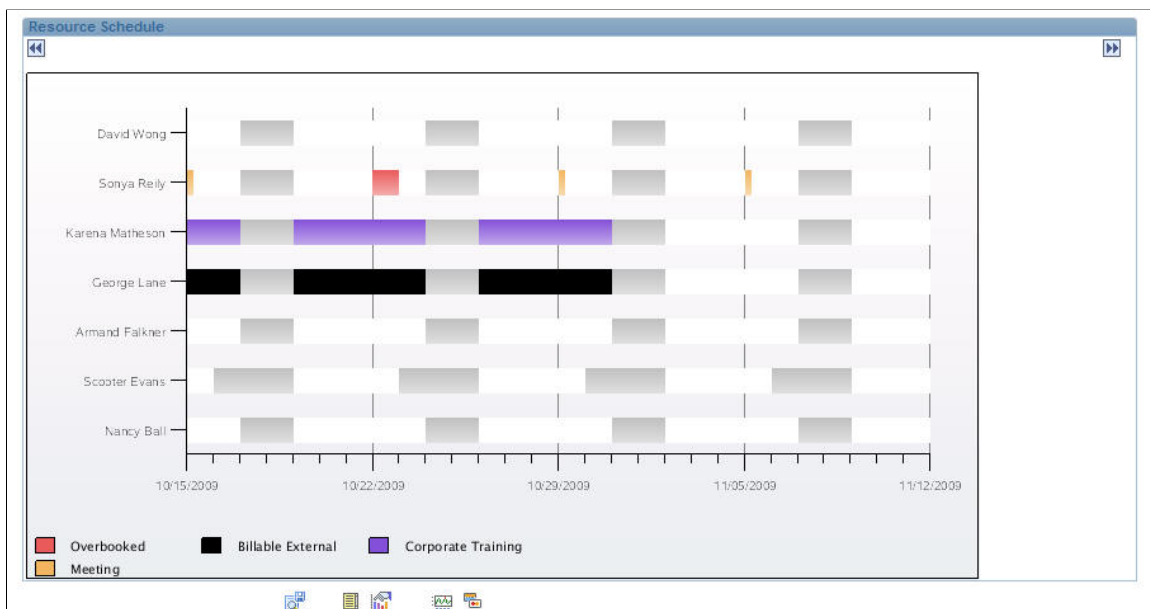 Resource Schedule
David Wong
Sonya Reily
Karena Matheson
George Lane
Armand Falkner
Scooter Evans
Nancy Ball
10/15/2009 10/22/2009 10/29/2009 11/05/2009 11/12/2009
Overbooked Billable External Corporate Training
Meeting